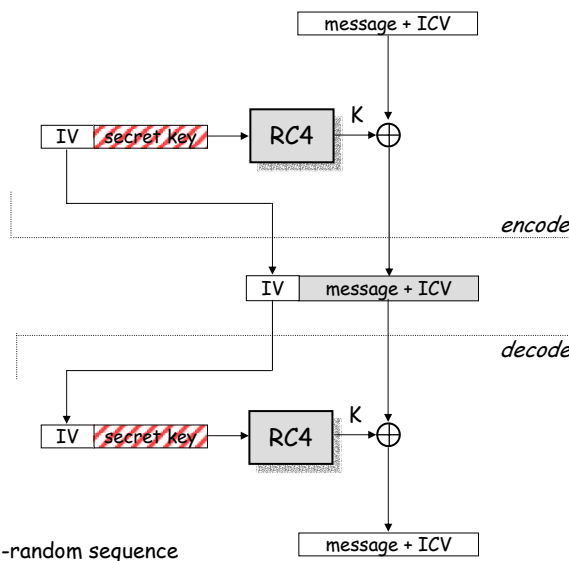 message + ICV
K
IV secret key RC4
encode
IV message + ICV
decode
K
IV secret key RC4
-random sequence
message + ICV